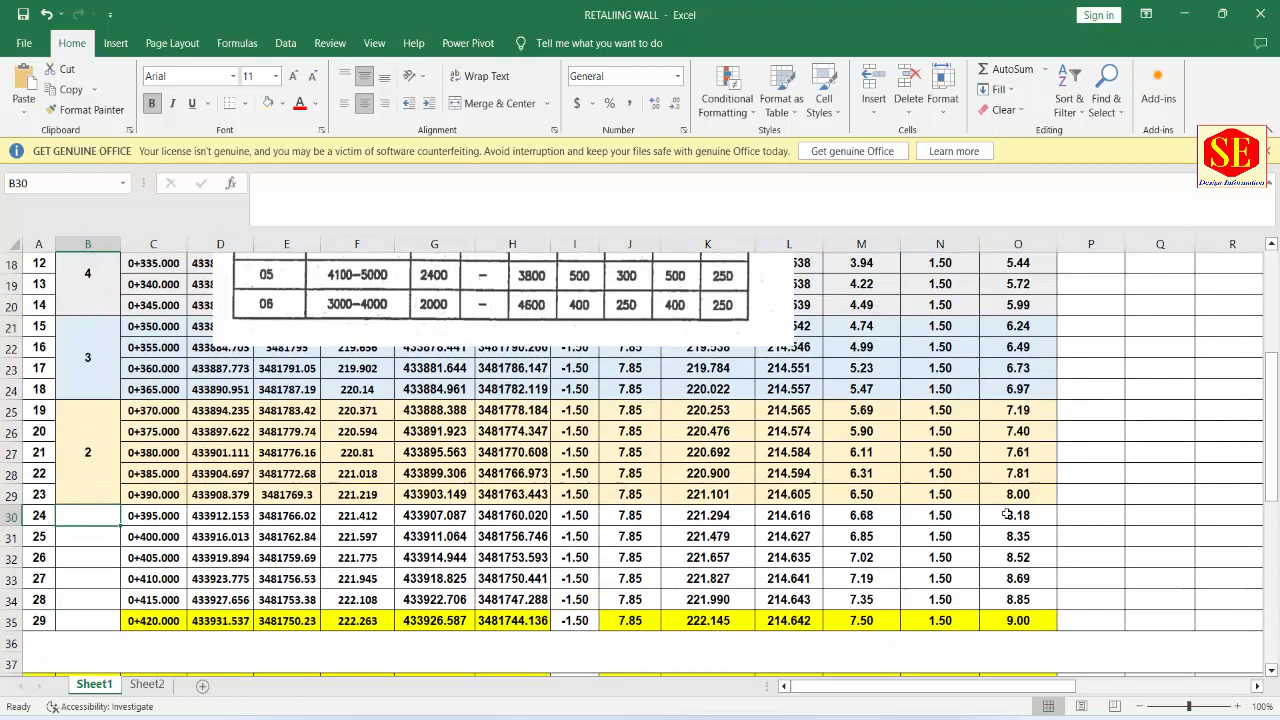 RETALIING WALL - Excel
Sign in
File Home Insert Page Layout Formulas Data Review View Help Power Pivot Tell me what you want to do
Paste Cut Copy Format Painter Clipboard
Arial 11 B I U Font
Wrap Text Merge & Center Alignment
General $ % , Number
Conditional Formatting Format as Table Cell Styles Styles
Insert Delete Format Cells
AutoSum Fill Clear Sort & Filter Find & Select Editing
Add-ins Add-ins
GET GENUINE OFFICE Your license isn't genuine, and you may be a victim of software counterfeiting. Avoid interruption and keep your files safe with genuine Office today. Get genuine Office Learn more
SE
Design Information
B30 fx
A B C D E F G H I J K L M N O P Q R
18 12 4 0+335.000 4338 538 3.94 1.50 5.44
05 4100-5000 2400 - 3800 500 300 500 250
19 13 0+340.000 433 538 4.22 1.50 5.72
06 3000-4000 2000 - 4600 400 250 400 250
20 14 0+345.000 433 539 4.49 1.50 5.99
21 15 3 0+350.000 433 542 4.74 1.50 6.24
22 16 0+355.000 433884.703 3481795 219.656 433878.441 3481790.266 -1.50 7.85 219.538 214.546 4.99 1.50 6.49
23 17 0+360.000 433887.773 3481791.05 219.902 433881.644 3481786.147 -1.50 7.85 219.784 214.551 5.23 1.50 6.73
24 18 0+365.000 433890.951 3481787.19 220.14 433884.961 3481782.119 -1.50 7.85 220.022 214.557 5.47 1.50 6.97
25 19 2 0+370.000 433894.235 3481783.42 220.371 433888.388 3481778.184 -1.50 7.85 220.253 214.565 5.69 1.50 7.19
26 20 0+375.000 433897.622 3481779.74 220.594 433891.923 3481774.347 -1.50 7.85 220.476 214.574 5.90 1.50 7.40
27 21 0+380.000 433901.111 3481776.16 220.81 433895.563 3481770.608 -1.50 7.85 220.692 214.584 6.11 1.50 7.61
28 22 0+385.000 433904.697 3481772.68 221.018 433899.306 3481766.973 -1.50 7.85 220.900 214.594 6.31 1.50 7.81
29 23 0+390.000 433908.379 3481769.3 221.219 433903.149 3481763.443 -1.50 7.85 221.101 214.605 6.50 1.50 8.00
30 24 0+395.000 433912.153 3481766.02 221.412 433907.087 3481760.020 -1.50 7.85 221.294 214.616 6.68 1.50 8.18
31 25 0+400.000 433916.013 3481762.84 221.597 433911.064 3481756.746 -1.50 7.85 221.479 214.627 6.85 1.50 8.35
32 26 0+405.000 433919.894 3481759.69 221.775 433914.944 3481753.593 -1.50 7.85 221.657 214.635 7.02 1.50 8.52
33 27 0+410.000 433923.775 3481756.53 221.945 433918.825 3481750.441 -1.50 7.85 221.827 214.641 7.19 1.50 8.69
34 28 0+415.000 433927.656 3481753.38 222.108 433922.706 3481747.288 -1.50 7.85 221.990 214.643 7.35 1.50 8.85
35 29 0+420.000 433931.537 3481750.23 222.263 433926.587 3481744.136 -1.50 7.85 222.145 214.642 7.50 1.50 9.00
36
37
Sheet1 Sheet2
Ready Accessibility: Investigate 100%